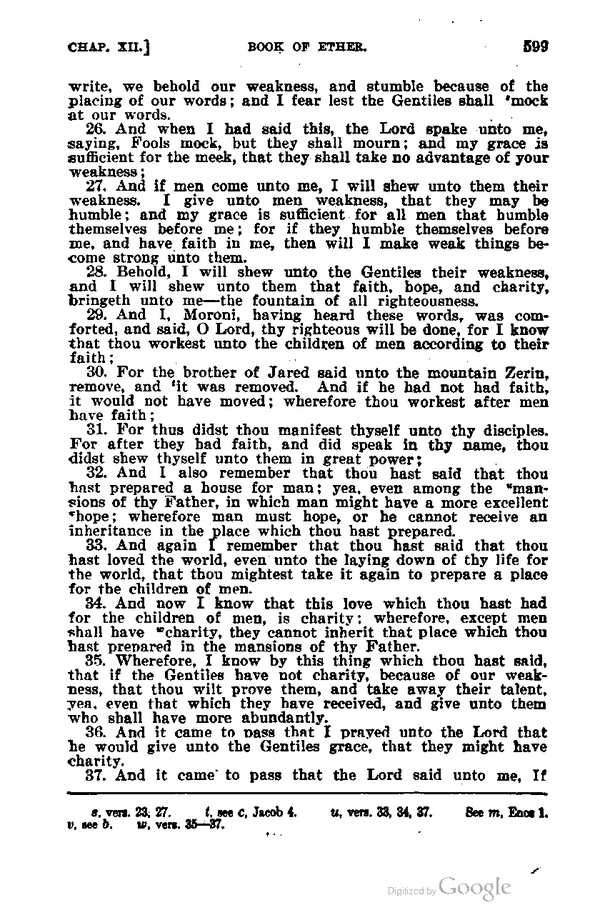 CHAP. XII.] BOOK OF ETHER. 599
write, we behold our weakness, and stumble because of the
placing of our words; and I fear lest the Gentiles shall ˢmock
at our words.
26. And when I had said this, the Lord spake unto me,
saying, Fools mock, but they shall mourn; and my grace is
sufficient for the meek, that they shall take no advantage of your
weakness;
27. And if men come unto me, I will shew unto them their
weakness. I give unto men weakness, that they may be
humble; and my grace is sufficient for all men that humble
themselves before me; for if they humble themselves before
me, and have faith in me, then will I make weak things be-
come strong unto them.
28. Behold, I will shew unto the Gentiles their weakness,
and I will shew unto them that faith, hope, and charity,
bringeth unto me—the fountain of all righteousness.
29. And I, Moroni, having heard these words, was com-
forted, and said, O Lord, thy righteous will be done, for I know
that thou workest unto the children of men according to their
faith;
30. For the brother of Jared said unto the mountain Zerin,
remove, and ᵗit was removed. And if he had not had faith,
it would not have moved; wherefore thou workest after men
have faith;
31. For thus didst thou manifest thyself unto thy disciples.
For after they had faith, and did speak in thy name, thou
didst shew thyself unto them in great power;
32. And I also remember that thou hast said that thou
hast prepared a house for man; yea, even among the ᵘman-
sions of thy Father, in which man might have a more excellent
ᵛhope; wherefore man must hope, or he cannot receive an
inheritance in the place which thou hast prepared.
33. And again I remember that thou hast said that thou
hast loved the world, even unto the laying down of thy life for
the world, that thou mightest take it again to prepare a place
for the children of men.
34. And now I know that this love which thou hast had
for the children of men, is charity; wherefore, except men
shall have ʷcharity, they cannot inherit that place which thou
hast prepared in the mansions of thy Father.
35. Wherefore, I know by this thing which thou hast said,
that if the Gentiles have not charity, because of our weak-
ness, that thou wilt prove them, and take away their talent,
yea, even that which they have received, and give unto them
who shall have more abundantly.
36. And it came to pass that I prayed unto the Lord that
he would give unto the Gentiles grace, that they might have
charity.
37. And it came to pass that the Lord said unto me, If
s, vers. 23, 27. t, see c, Jacob 4. u, vers. 33, 34, 37. See m, Enos 1.
v, see b. w, vers. 35—37.
Digitized by Google